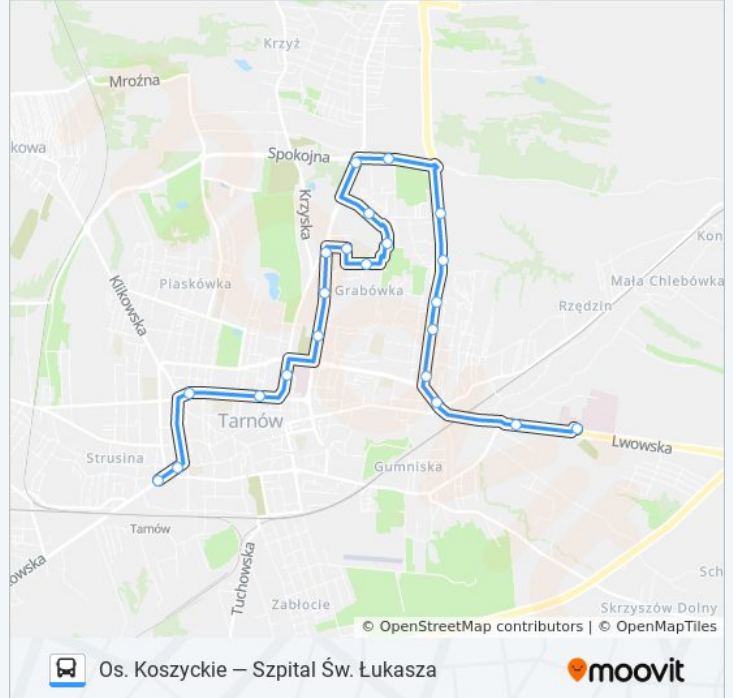 Krzyż
Mroźna
kowa
Spokojna
Krzyska
Kon
Piaskówka
Grabówka
Mała Chlebówka
Klikowska
Rzędzin
Tarnów
Strusina
Lwowska
Gumniska
Tarnów
owska
Tuchowska
Sch
Zabłocie
Skrzyszów Dolny
© OpenStreetMap contributors | © OpenMapTiles
Os. Koszyckie — Szpital Św. Łukasza
moovit